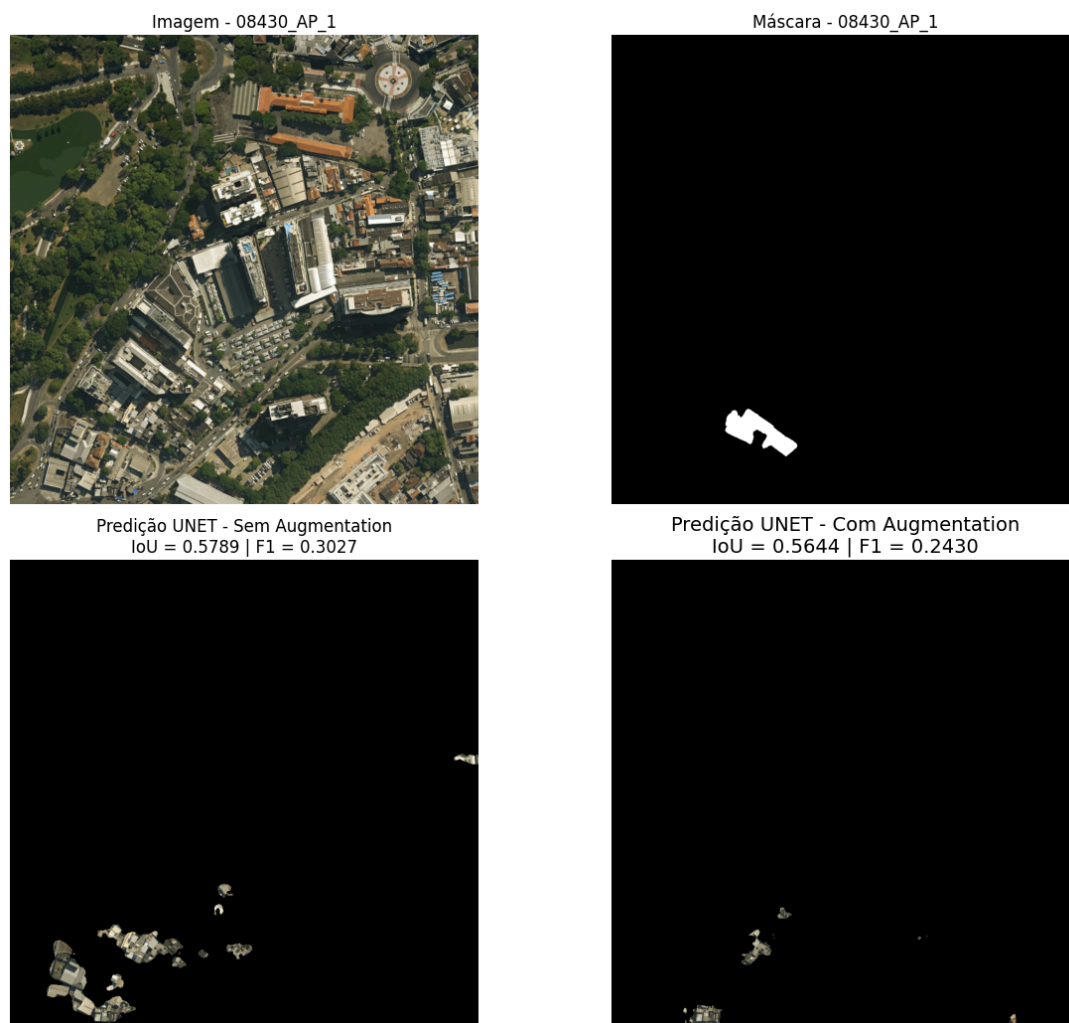 Imagem - 08430_AP_1
Máscara - 08430_AP_1
Predição UNET - Sem Augmentation
IoU = 0.5789 | F1 = 0.3027
Predição UNET - Com Augmentation
IoU = 0.5644 | F1 = 0.2430